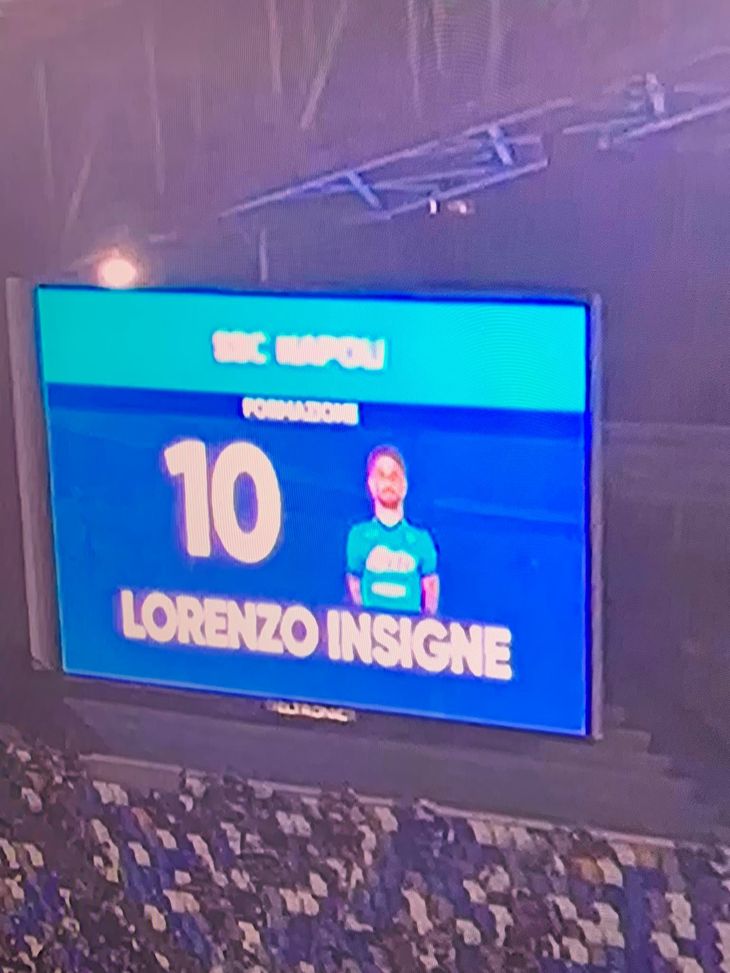 SSC NAPOLI
FORMAZIONE
10
LORENZO INSIGNE